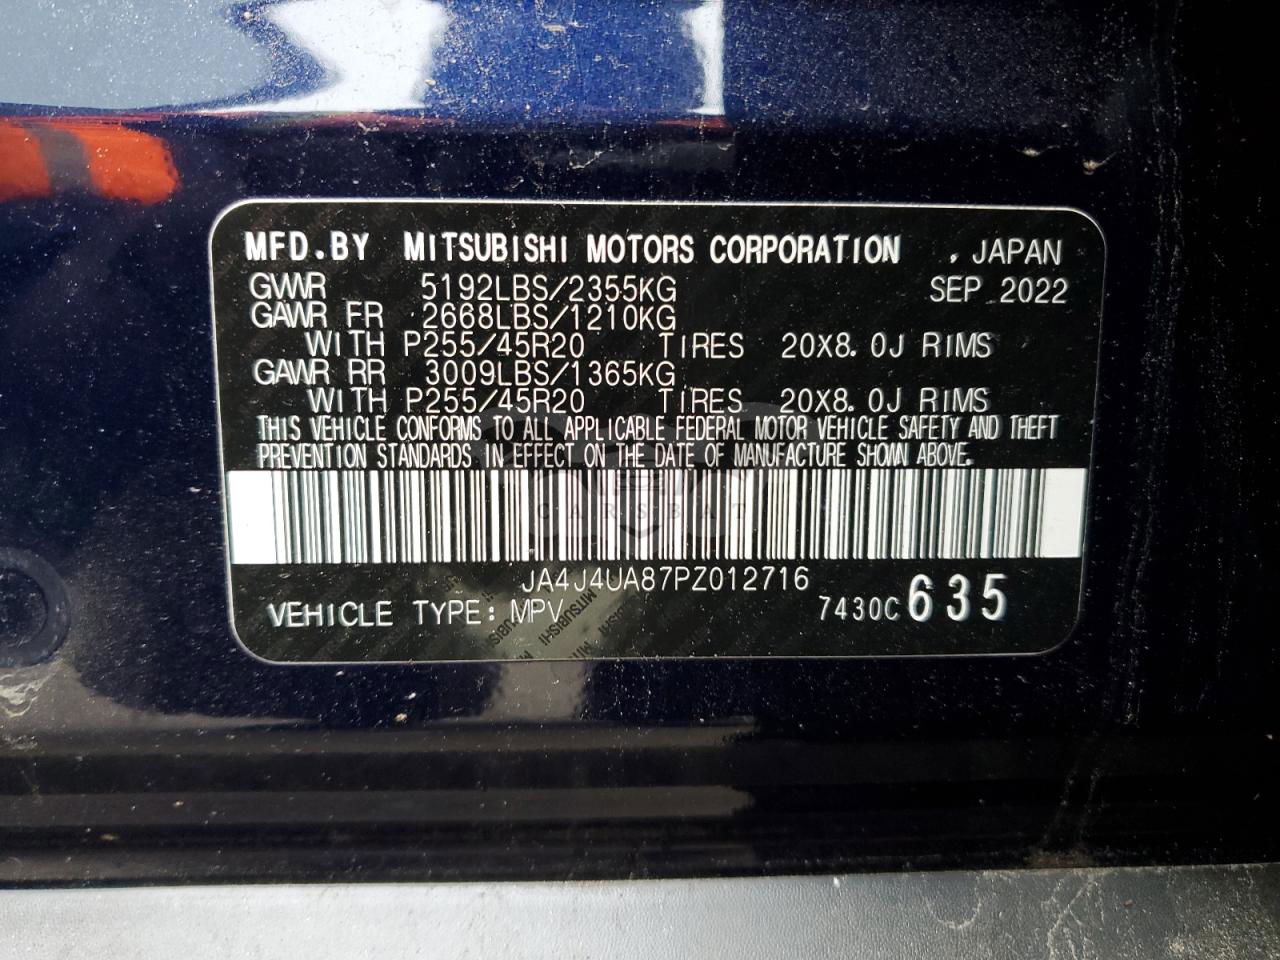 MFD.BY MITSUBISHI MOTORS CORPORATION , JAPAN
GVWR 5192LBS/2355KG SEP 2022
GAWR FR 2668LBS/1210KG
WITH P255/45R20 TIRES 20X8.0J RIMS
GAWR RR 3009LBS/1365KG
WITH P255/45R20 TIRES 20X8.0J RIMS
THIS VEHICLE CONFORMS TO ALL APPLICABLE FEDERAL MOTOR VEHICLE SAFETY AND THEFT
PREVENTION STANDARDS IN EFFECT ON THE DATE OF MANUFACTURE SHOWN ABOVE.
CARSBAT
JA4J4UA87PZ012716
VEHICLE TYPE: MPV 7430C 635
MITSUBISHI